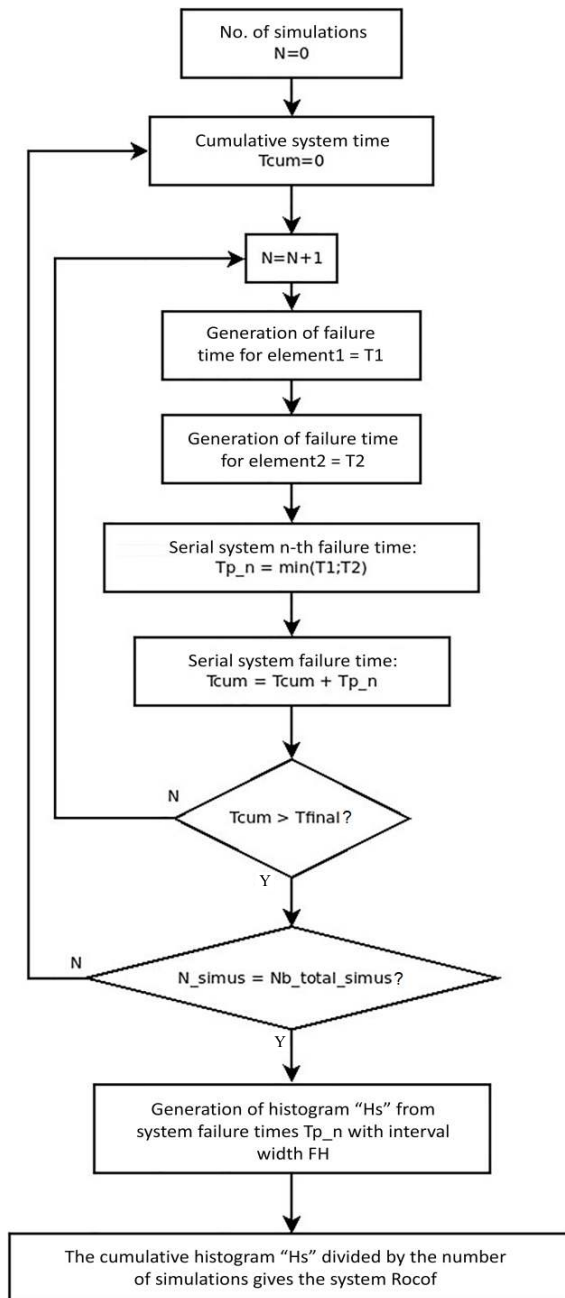 No. of simulations
N=0
Cumulative system time
Tcum=0
N=N+1
Generation of failure
time for element1 = T1
Generation of failure time
for element2 = T2
Serial system n-th failure time:
Tp_n = min(T1;T2)
Serial system failure time:
Tcum = Tcum + Tp_n
N
Tcum > Tfinal?
Y
N
N_simus = Nb_total_simus?
Y
Generation of histogram “Hs” from
system failure times Tp_n with interval
width FH
The cumulative histogram “Hs” divided by the number
of simulations gives the system Rocof